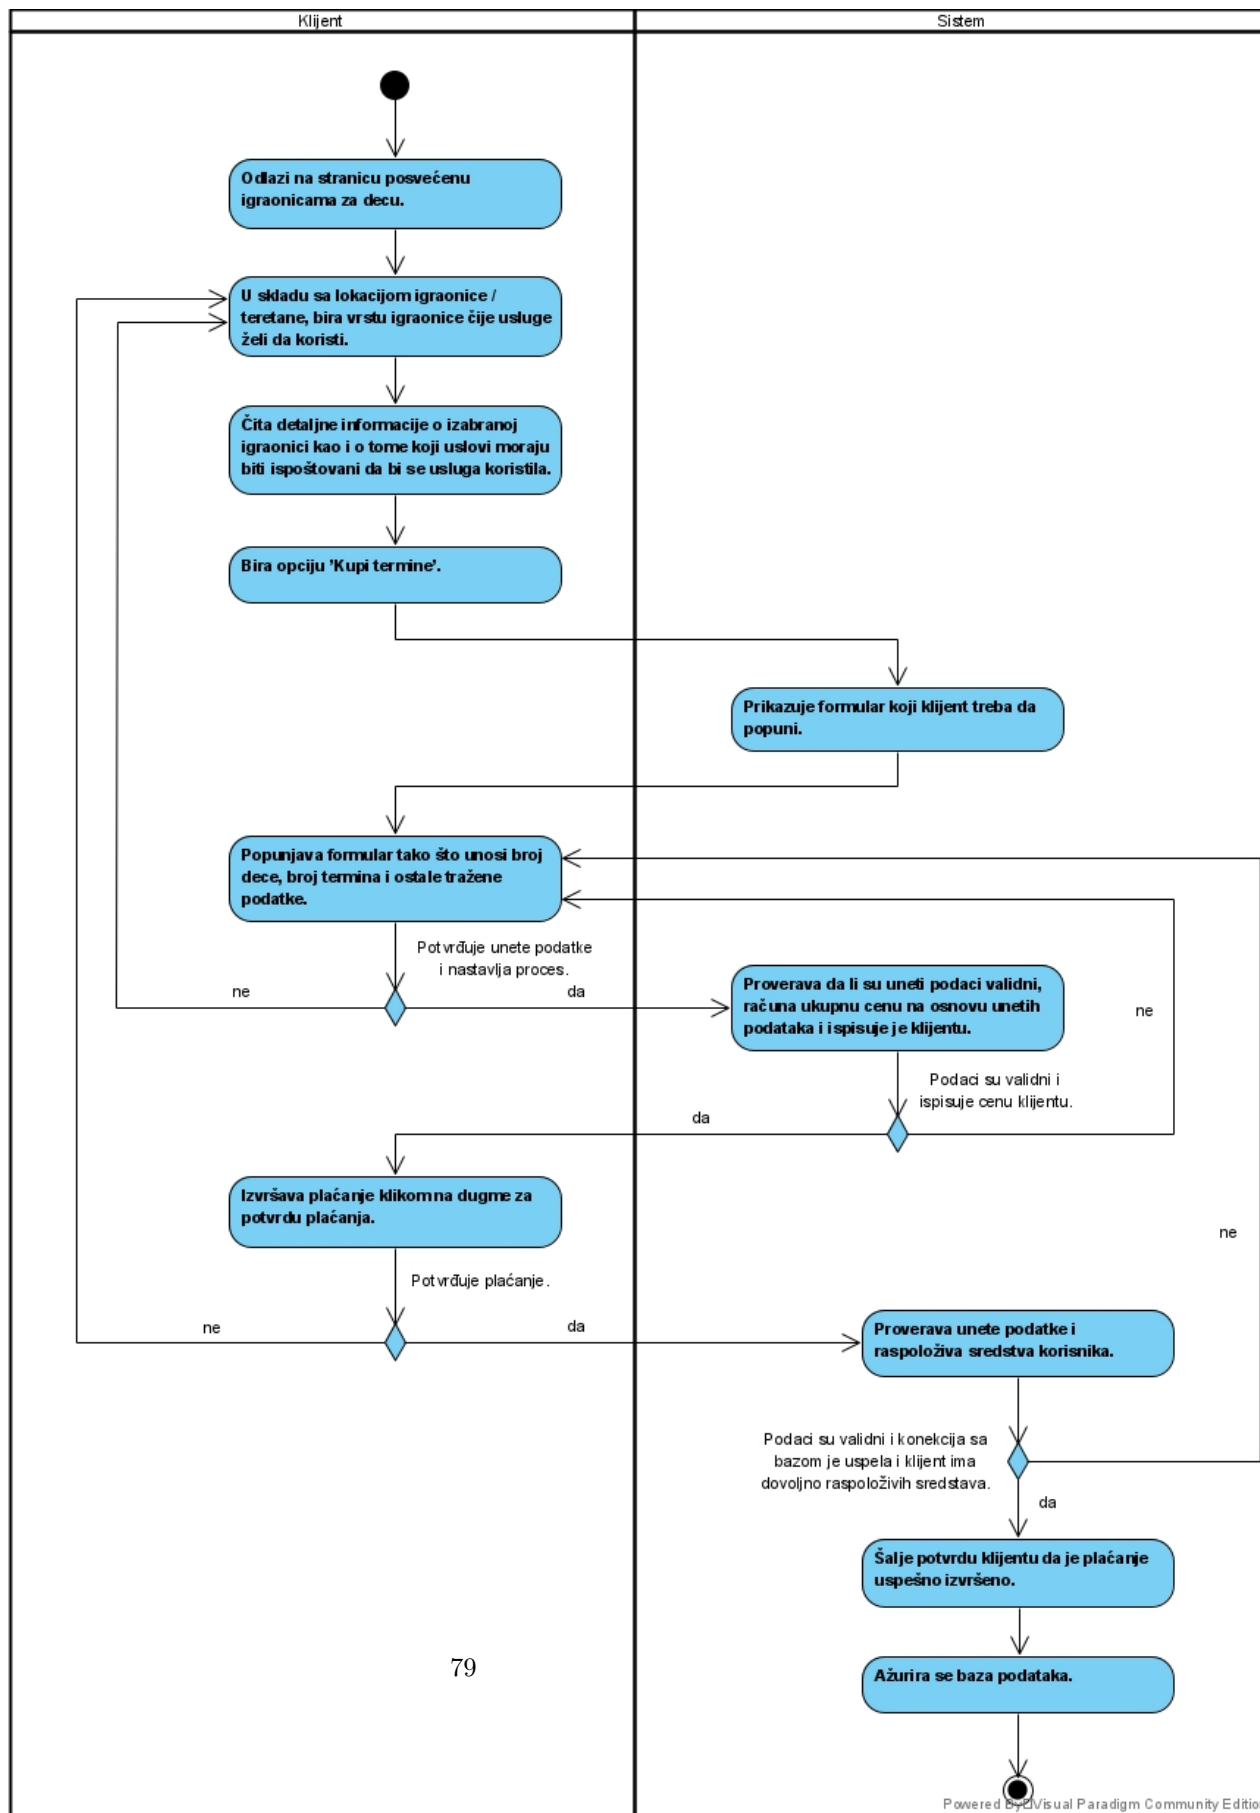 Klijent
Sistem
Odlazi na stranicu posvećenu
igraonicama za decu.
U skladu sa lokacijom igraonice /
teretane, bira vrstu igraonice čije usluge
želi da koristi.
Čita detaljne informacije o izabranoj
igraonici kao i o tome koji uslovi moraju
biti ispoštovani da bi se usluga koristila.
Bira opciju 'Kupi termine'.
Prikazuje formular koji klijent treba da
popuni.
Popunjava formular tako što unosi broj
dece, broj termina i ostale tražene
podatke.
Potvrđuje unete podatke
i nastavlja proces.
ne
da
Proverava da li su uneti podaci validni,
računa ukupnu cenu na osnovu unetih
podataka i ispisuje je klijentu.
ne
Podaci su validni i
ispisuje cenu klijentu.
da
Izvršava plaćanje klikom na dugme za
potvrdu plaćanja.
ne
Potvrđuje plaćanje.
ne
da
Proverava unete podatke i
raspoloživa sredstva korisnika.
Podaci su validni i konekcija sa
bazom je uspela i klijent ima
dovoljno raspoloživih sredstava.
da
Šalje potvrdu klijentu da je plaćanje
uspešno izvršeno.
79
Ažurira se baza podataka.
Powered By Visual Paradigm Community Editio